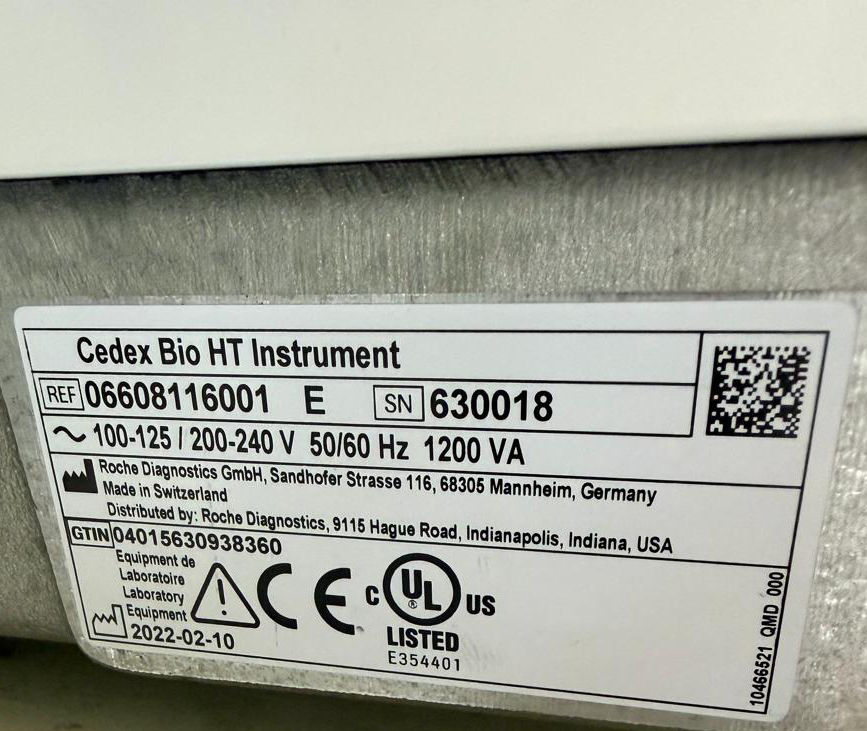 Cedex Bio HT Instrument
REF 06608116001 E SN 630018
100-125 / 200-240 V 50/60 Hz 1200 VA
Roche Diagnostics GmbH, Sandhofer Strasse 116, 68305 Mannheim, Germany
Made in Switzerland
Distributed by: Roche Diagnostics, 9115 Hague Road, Indianapolis, Indiana, USA
GTIN 04015630938360
Equipment de
Laboratoire
Laboratory
Equipment
2022-02-10
CE
C UL ® US
LISTED
E354401
10466521 QMD 000